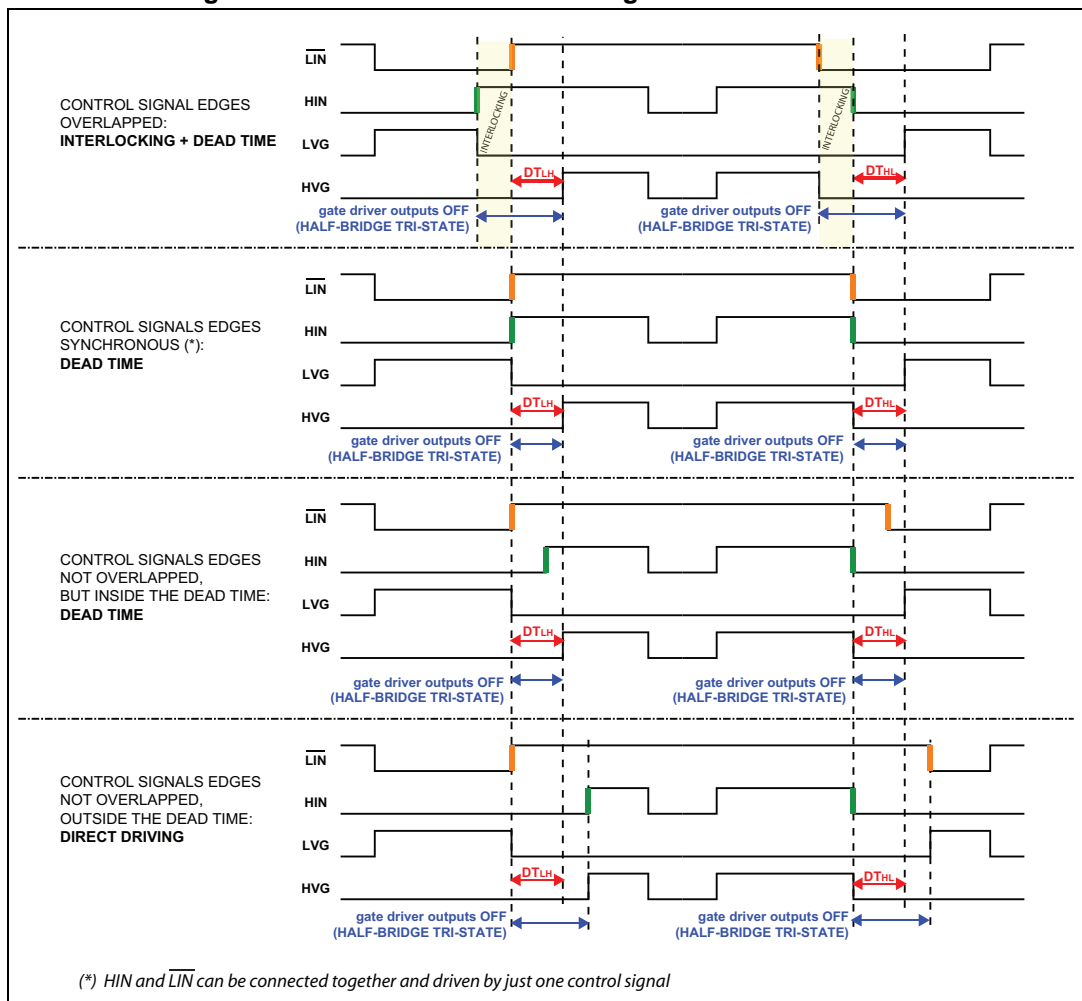 LIN
CONTROL SIGNAL EDGES
OVERLAPPED:
INTERLOCKING + DEAD TIME
HIN
INTERLOCKING
INTERLOCKING
LVG
DTLH
DTHL
HVG
gate driver outputs OFF
(HALF-BRIDGE TRI-STATE)
gate driver outputs OFF
(HALF-BRIDGE TRI-STATE)
LIN
CONTROL SIGNALS EDGES
SYNCHRONOUS (*):
DEAD TIME
HIN
LVG
DTLH
DTHL
HVG
gate driver outputs OFF
(HALF-BRIDGE TRI-STATE)
gate driver outputs OFF
(HALF-BRIDGE TRI-STATE)
LIN
CONTROL SIGNALS EDGES
NOT OVERLAPPED,
BUT INSIDE THE DEAD TIME:
DEAD TIME
HIN
LVG
DTLH
DTHL
HVG
gate driver outputs OFF
(HALF-BRIDGE TRI-STATE)
gate driver outputs OFF
(HALF-BRIDGE TRI-STATE)
LIN
CONTROL SIGNALS EDGES
NOT OVERLAPPED,
OUTSIDE THE DEAD TIME:
DIRECT DRIVING
HIN
LVG
DTLH
DTHL
HVG
gate driver outputs OFF
(HALF-BRIDGE TRI-STATE)
gate driver outputs OFF
(HALF-BRIDGE TRI-STATE)
(*) HIN and LIN can be connected together and driven by just one control signal